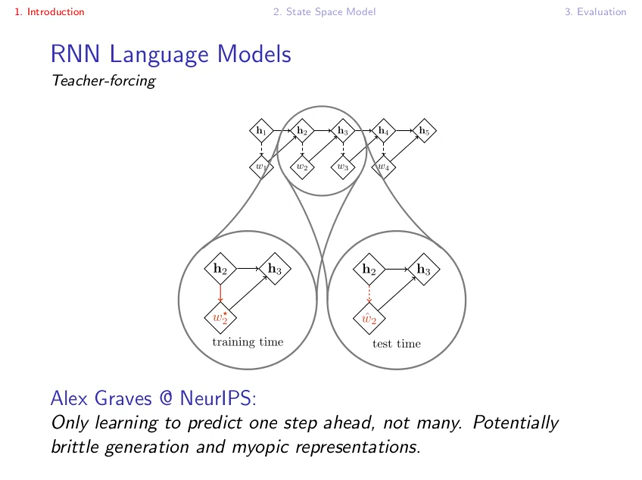 1. Introduction 2. State Space Model 3. Evaluation
RNN Language Models
Teacher-forcing
h₁ h₂ h₃ h₄ h₅
w₁ w₂ w₃ w₄
h₂ h₃ h₂ h₃
w₂* ŵ₂
training time test time
Alex Graves @ NeurIPS:
Only learning to predict one step ahead, not many. Potentially
brittle generation and myopic representations.